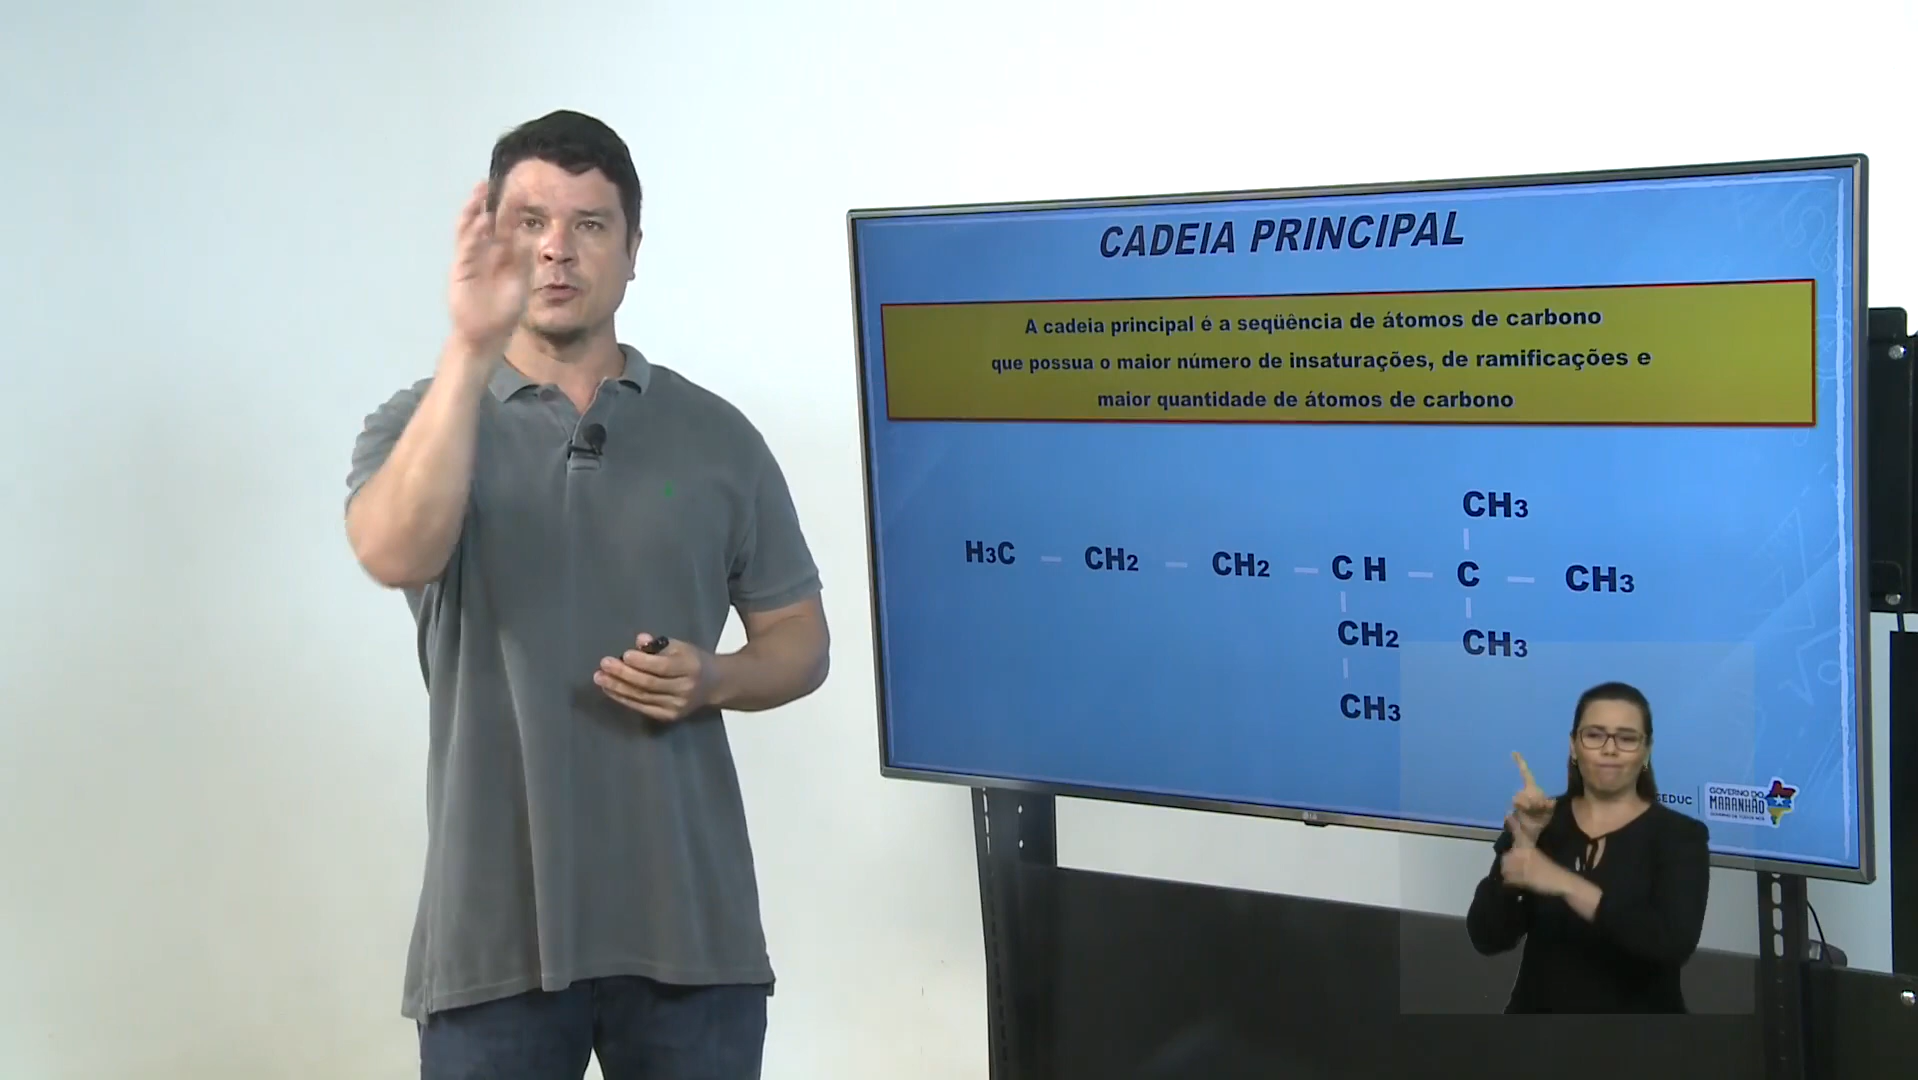 CADEIA PRINCIPAL
A cadeia principal é a seqüência de átomos de carbono
que possua o maior número de insaturações, de ramificações e
maior quantidade de átomos de carbono
CH3
H3C — CH2 — CH2 — C H — C — CH3
CH2 CH3
CH3
GOVERNO DO
MARANHÃO